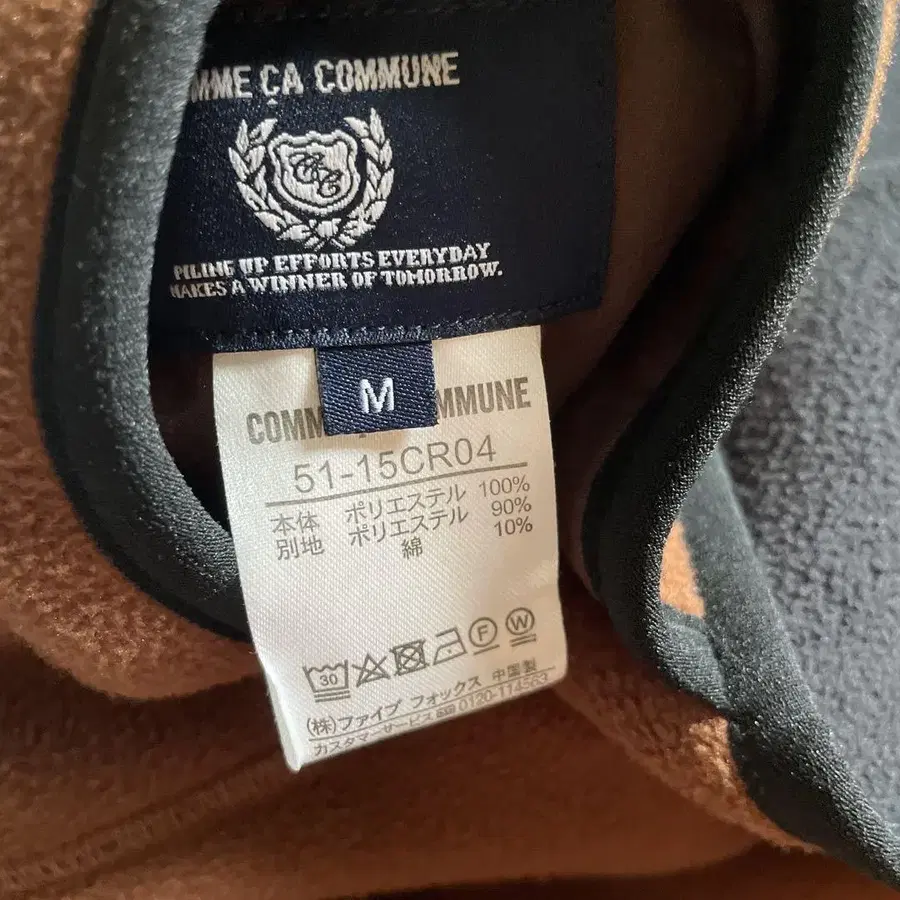 MME ÇA COMMUNE
PILING UP EFFORTS EVERYDAY
MAKES A WINNER OF TOMORROW.
M
COMM MMUNE
51-15CR04
本体 ポリエステル 100%
別地 ポリエステル 90%
綿 10%
30 F W
(株)ファイブ フォックス 中国製
カスタマーサービス 0120-114563